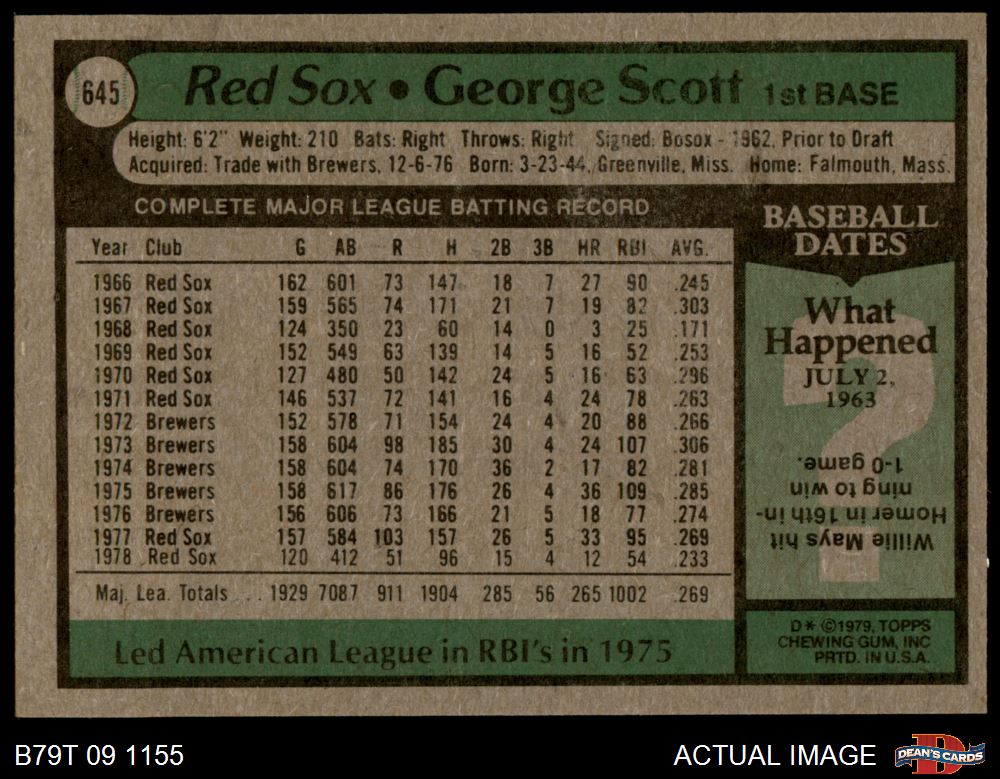 645
Red Sox • George Scott 1st BASE
Height: 6'2" Weight: 210 Bats: Right Throws: Right Signed: Bosox - 1962, Prior to Draft
Acquired: Trade with Brewers, 12-6-76 Born: 3-23-44, Greenville, Miss. Home: Falmouth, Mass.
COMPLETE MAJOR LEAGUE BATTING RECORD
Year Club G AB R H 2B 3B HR RBI AVG.
1966 Red Sox 162 601 73 147 18 7 27 90 .245
1967 Red Sox 159 565 74 171 21 7 19 82 .303
1968 Red Sox 124 350 23 60 14 0 3 25 .171
1969 Red Sox 152 549 63 139 14 5 16 52 .253
1970 Red Sox 127 480 50 142 24 5 16 63 .296
1971 Red Sox 146 537 72 141 16 4 24 78 .263
1972 Brewers 152 578 71 154 24 4 20 88 .266
1973 Brewers 158 604 98 185 30 4 24 107 .306
1974 Brewers 158 604 74 170 36 2 17 82 .281
1975 Brewers 158 617 86 176 26 4 36 109 .285
1976 Brewers 156 606 73 166 21 5 18 77 .274
1977 Red Sox 157 584 103 157 26 5 33 95 .269
1978 Red Sox 120 412 51 96 15 4 12 54 .233
Maj. Lea. Totals ... 1929 7087 911 1904 285 56 265 1002 .269
Led American League in RBI's in 1975
BASEBALL
DATES
What
Happened
JULY 2,
1963
?
Willie Mays hit
Homer in 16th in-
ning to win
1-0 game.
D* ©1979, TOPPS
CHEWING GUM, INC
PRTD. IN U.S.A.
B79T 09 1155
ACTUAL IMAGE
D
DEAN'S CARDS